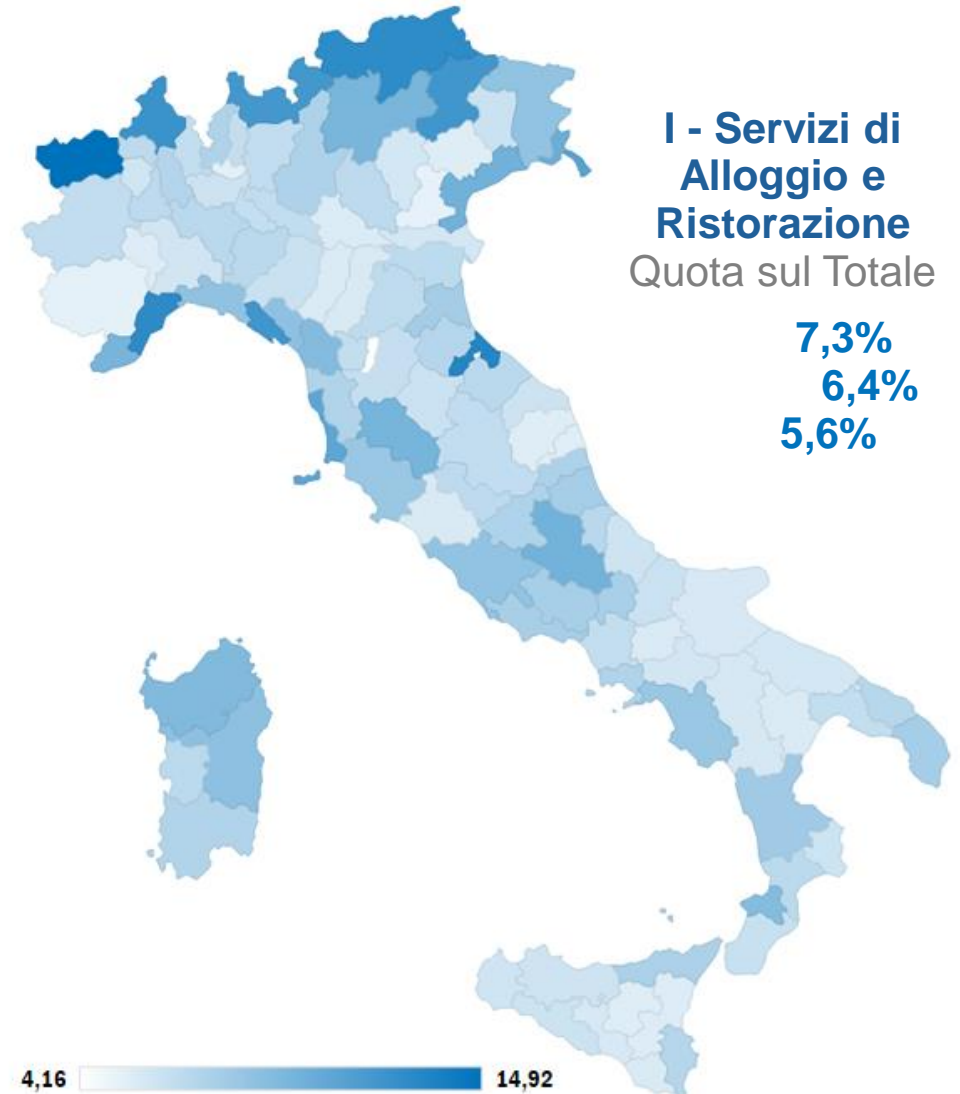 I - Servizi di
Alloggio e
Ristorazione
Quota sul Totale
7,3%
6,4%
5,6%
4,16
14,92